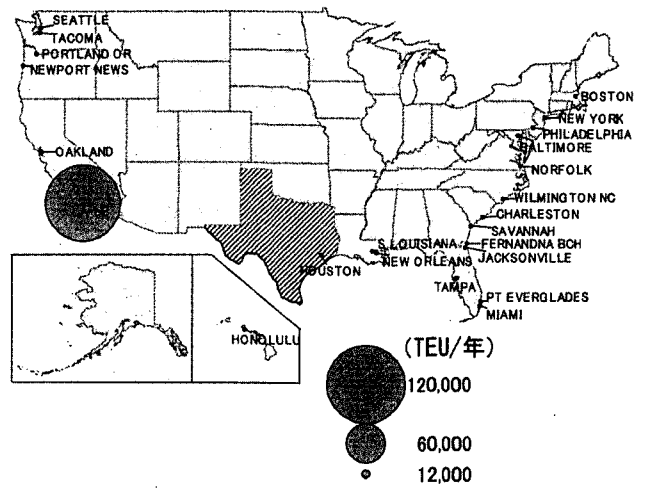 SEATTLE
TACOMA
PORTLAND OR
NEWPORT NEWS
OAKLAND
BOSTON
NEW YORK
PHILADELPHIA
BALTIMORE
NORFOLK
WILMINGTON NC
CHARLESTON
SAVANNAH
FERNANDNA BCH
JACKSONVILLE
S.LOUISIANA
NEW ORLEANS
HOUSTON
TAMPA
PT EVERGLADES
MIAMI
HONOLULU
(TEU/年)
120,000
60,000
12,000